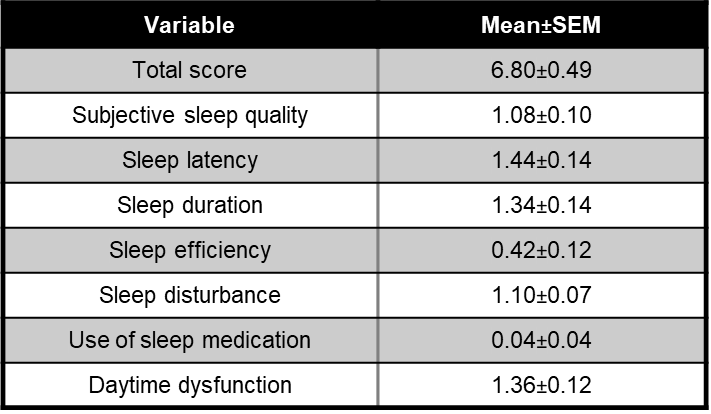 Variable Mean±SEM
Total score 6.80±0.49
Subjective sleep quality 1.08±0.10
Sleep latency 1.44±0.14
Sleep duration 1.34±0.14
Sleep efficiency 0.42±0.12
Sleep disturbance 1.10±0.07
Use of sleep medication 0.04±0.04
Daytime dysfunction 1.36±0.12